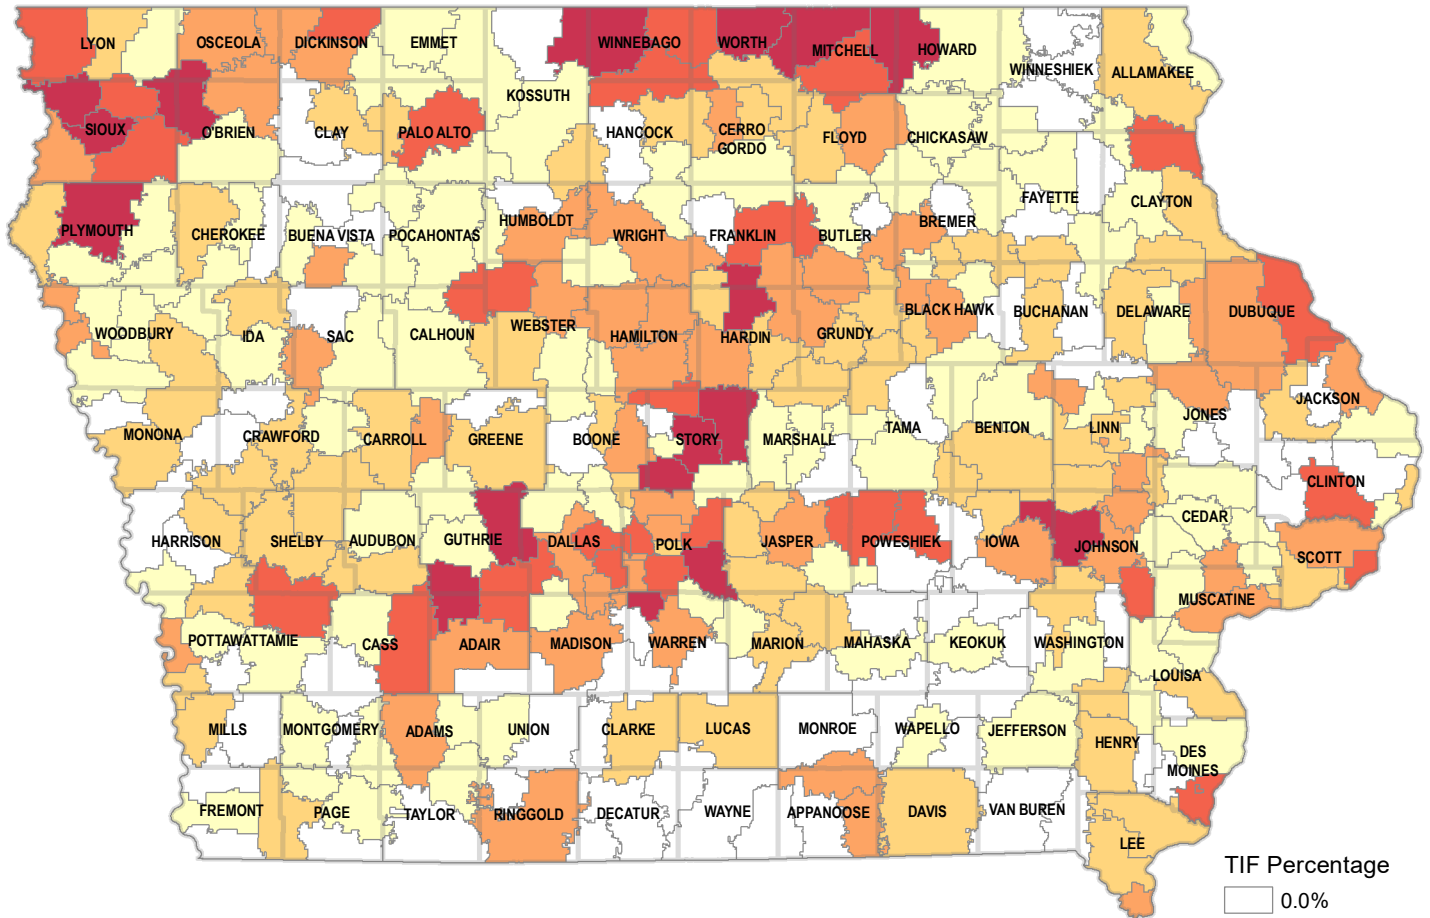 LYON
OSCEOLA
DICKINSON
EMMET
WINNEBAGO
WORTH
MITCHELL
HOWARD
WINNESHIEK
ALLAMAKEE
KOSSUTH
SIOUX
O'BRIEN
CLAY
PALO ALTO
HANCOCK
CERRO
GORDO
FLOYD
CHICKASAW
FAYETTE
CLAYTON
PLYMOUTH
CHEROKEE
BUENA VISTA
POCAHONTAS
HUMBOLDT
WRIGHT
FRANKLIN
BUTLER
BREMER
WOODBURY
IDA
SAC
CALHOUN
WEBSTER
HAMILTON
HARDIN
GRUNDY
BLACK HAWK
BUCHANAN
DELAWARE
DUBUQUE
MONONA
CRAWFORD
CARROLL
GREENE
BOONE
STORY
MARSHALL
TAMA
BENTON
LINN
JONES
JACKSON
CLINTON
HARRISON
SHELBY
AUDUBON
GUTHRIE
DALLAS
POLK
JASPER
POWESHIEK
IOWA
JOHNSON
CEDAR
SCOTT
MUSCATINE
POTTAWATTAMIE
CASS
ADAIR
MADISON
WARREN
MARION
MAHASKA
KEOKUK
WASHINGTON
LOUISA
MILLS
MONTGOMERY
ADAMS
UNION
CLARKE
LUCAS
MONROE
WAPELLO
JEFFERSON
HENRY
DES
MOINES
FREMONT
PAGE
TAYLOR
RINGGOLD
DECATUR
WAYNE
APPANOOSE
DAVIS
VAN BUREN
LEE
TIF Percentage
0.0%